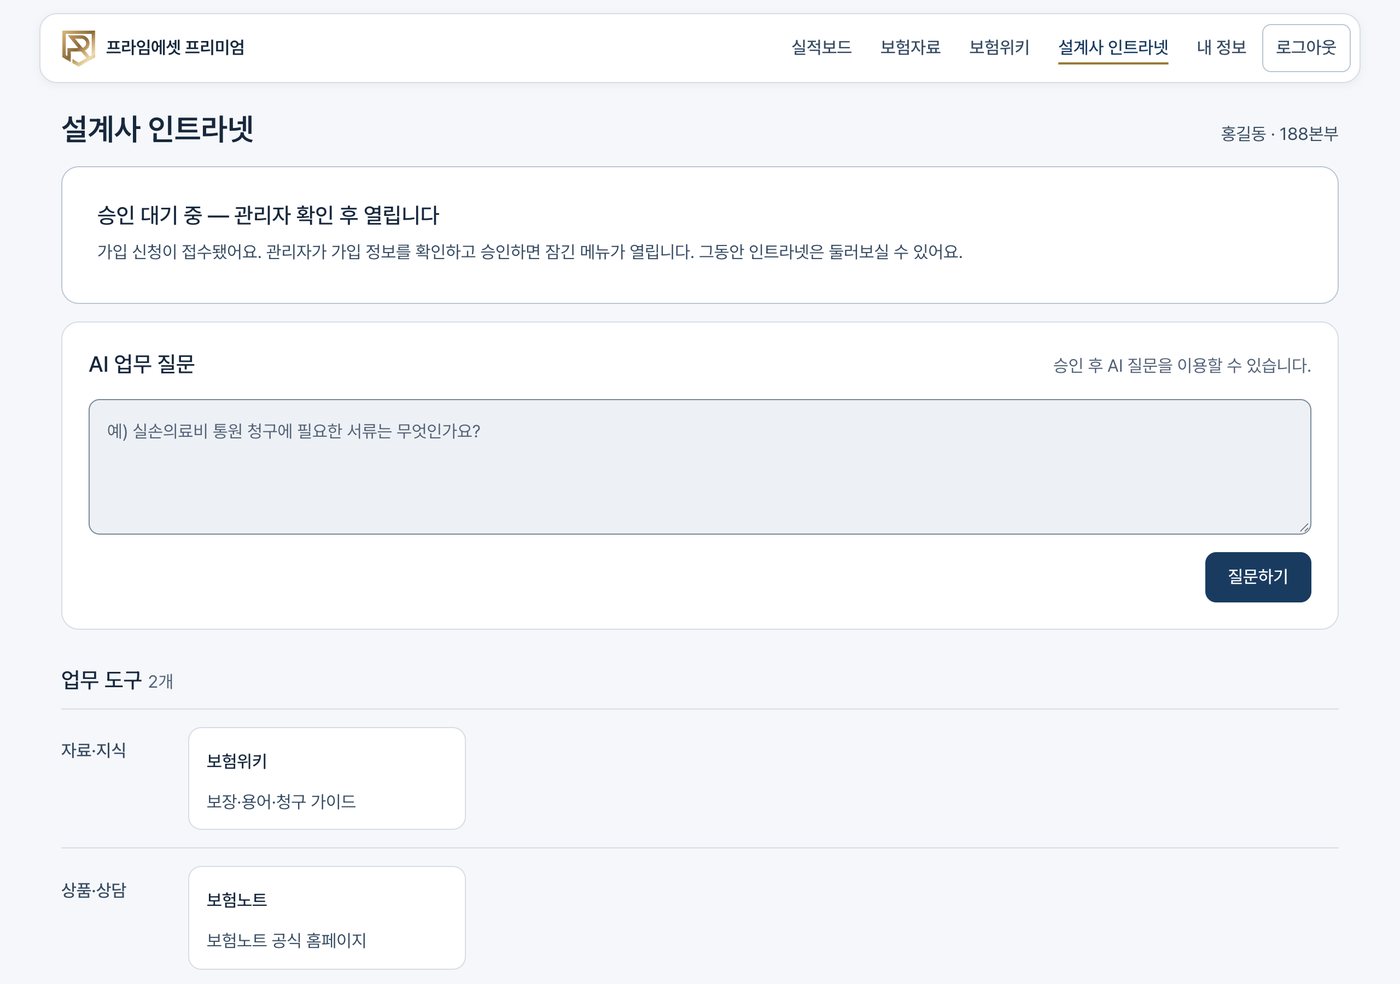 프라임에셋 프리미엄
실적보드
보험자료
보험위키
설계사 인트라넷
내 정보
로그아웃
설계사 인트라넷
홍길동 · 188본부
승인 대기 중 — 관리자 확인 후 열립니다
가입 신청이 접수됐어요. 관리자가 가입 정보를 확인하고 승인하면 잠긴 메뉴가 열립니다. 그동안 인트라넷은 둘러보실 수 있어요.
AI 업무 질문
승인 후 AI 질문을 이용할 수 있습니다.
예) 실손의료비 통원 청구에 필요한 서류는 무엇인가요?
질문하기
업무 도구 2개
자료·지식
보험위키
보장·용어·청구 가이드
상품·상담
보험노트
보험노트 공식 홈페이지